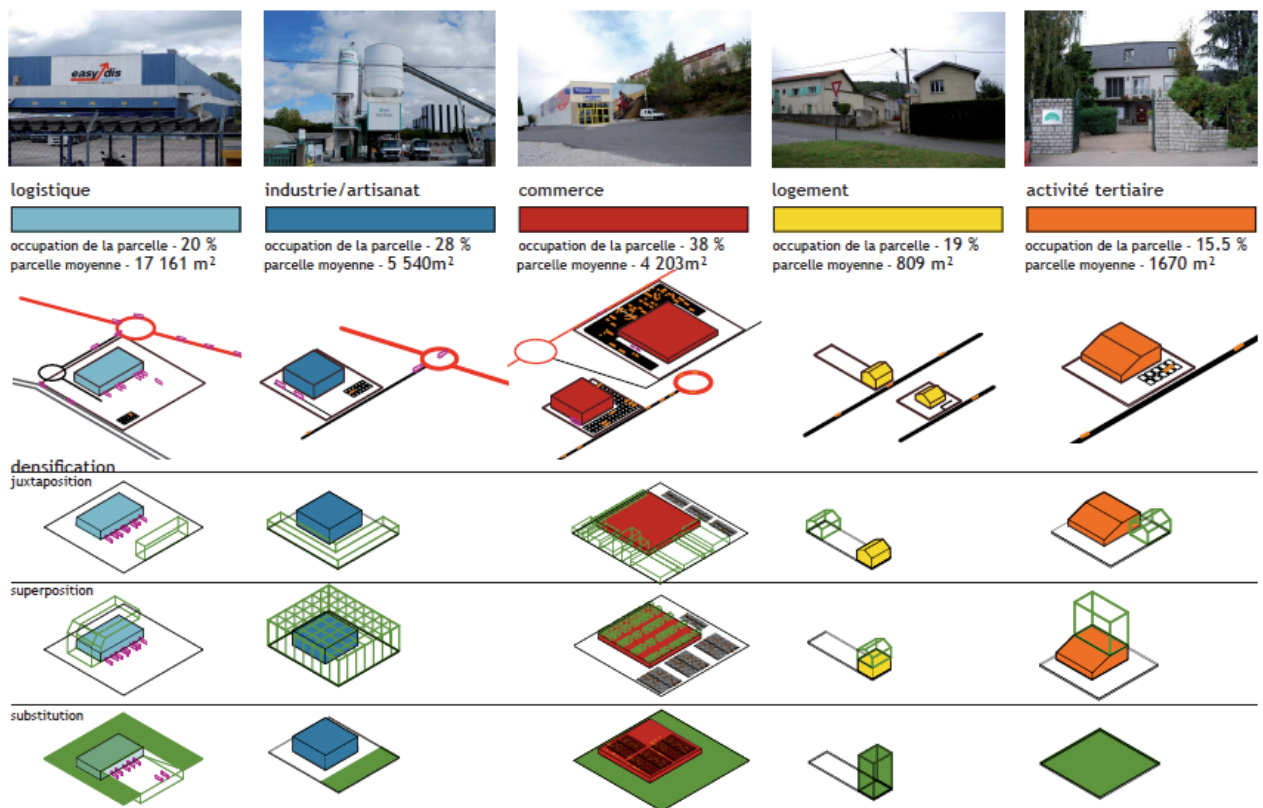 easydis
logistique
occupation de la parcelle - 20 %
parcelle moyenne - 17 161 m²
industrie/artisanat
occupation de la parcelle - 28 %
parcelle moyenne - 5 540m²
commerce
occupation de la parcelle - 38 %
parcelle moyenne - 4 203m²
logement
occupation de la parcelle - 19 %
parcelle moyenne - 809 m²
activité tertiaire
occupation de la parcelle - 15.5 %
parcelle moyenne - 1670 m²
densification
juxtaposition
superposition
substitution